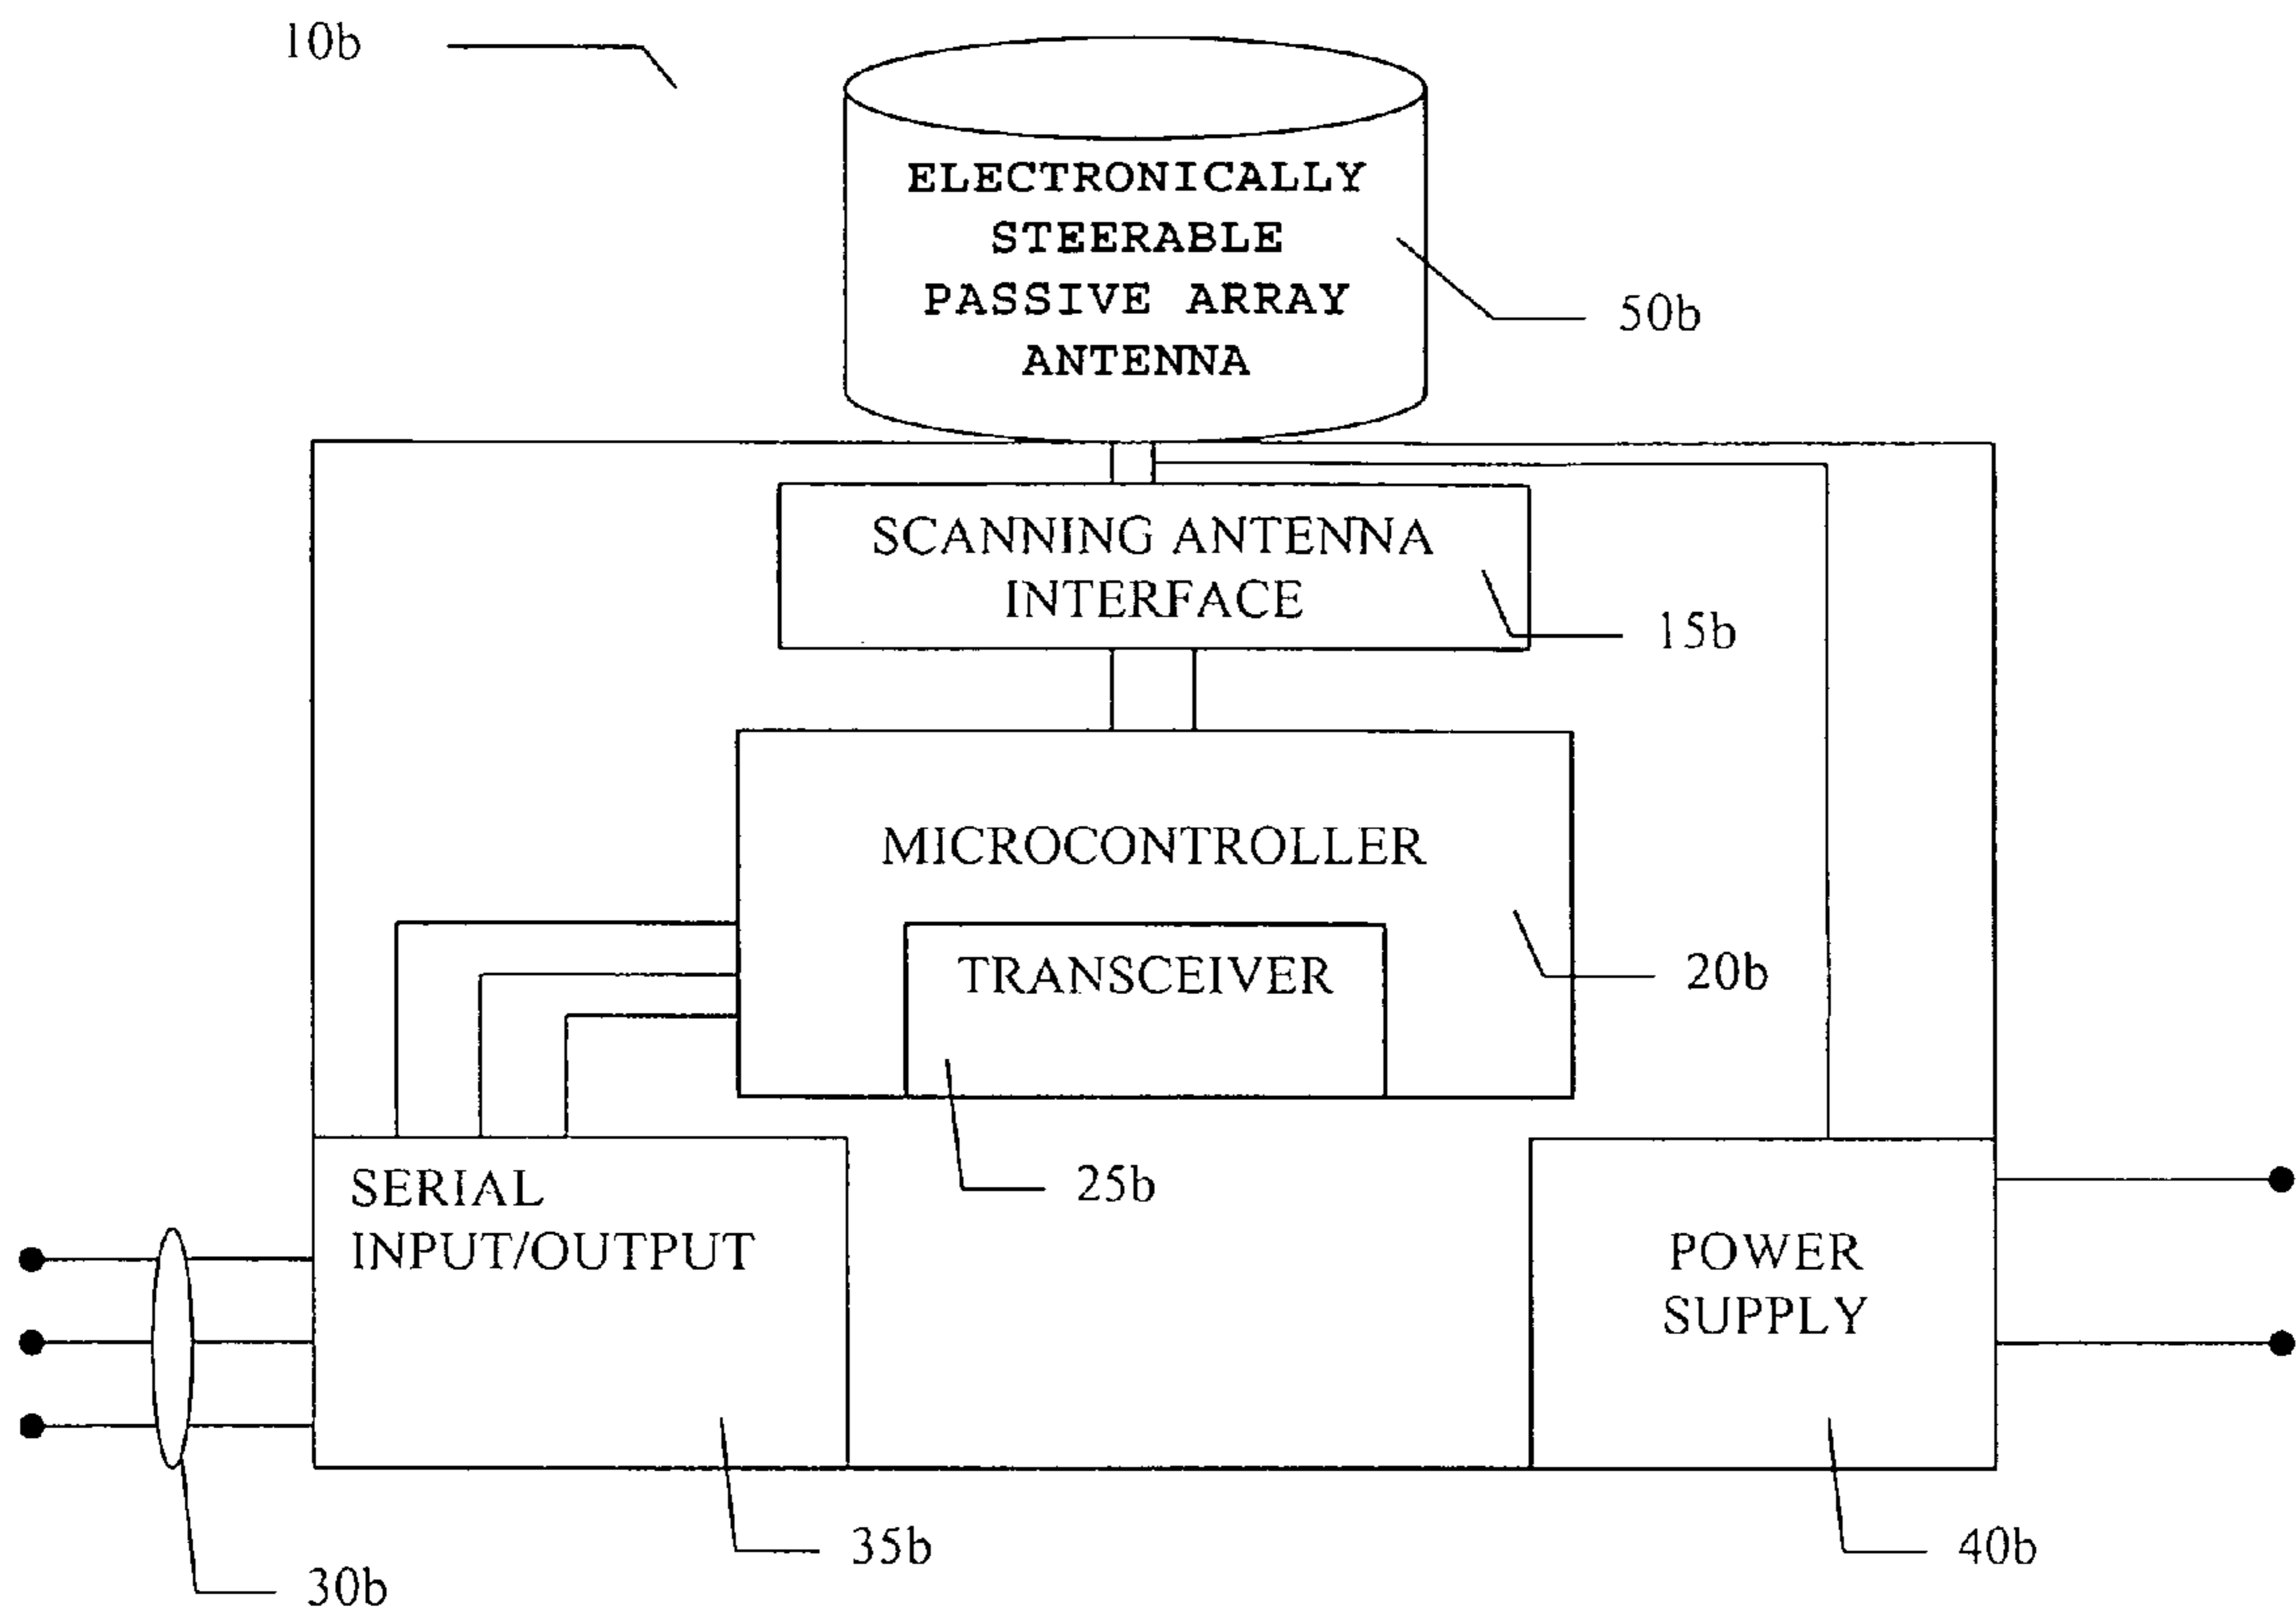 10b
ELECTRONICALLY
STEERABLE
PASSIVE ARRAY
ANTENNA
50b
SCANNING ANTENNA
INTERFACE
15b
MICROCONTROLLER
TRANSCEIVER
20b
25b
SERIAL
INPUT/OUTPUT
POWER
SUPPLY
35b
40b
30b